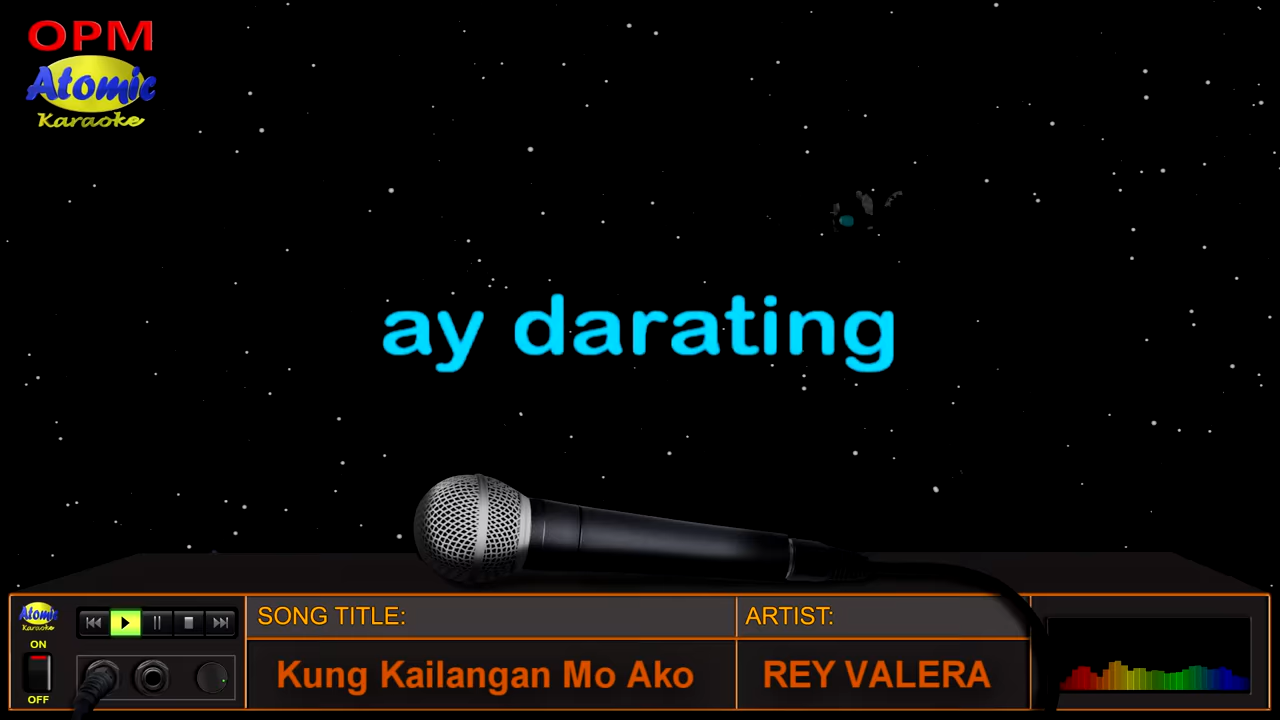 OPM
Atomic
Karaoke
ay darating
Atomic
Karaoke
ON
OFF
SONG TITLE:
Kung Kailangan Mo Ako
ARTIST:
REY VALERA